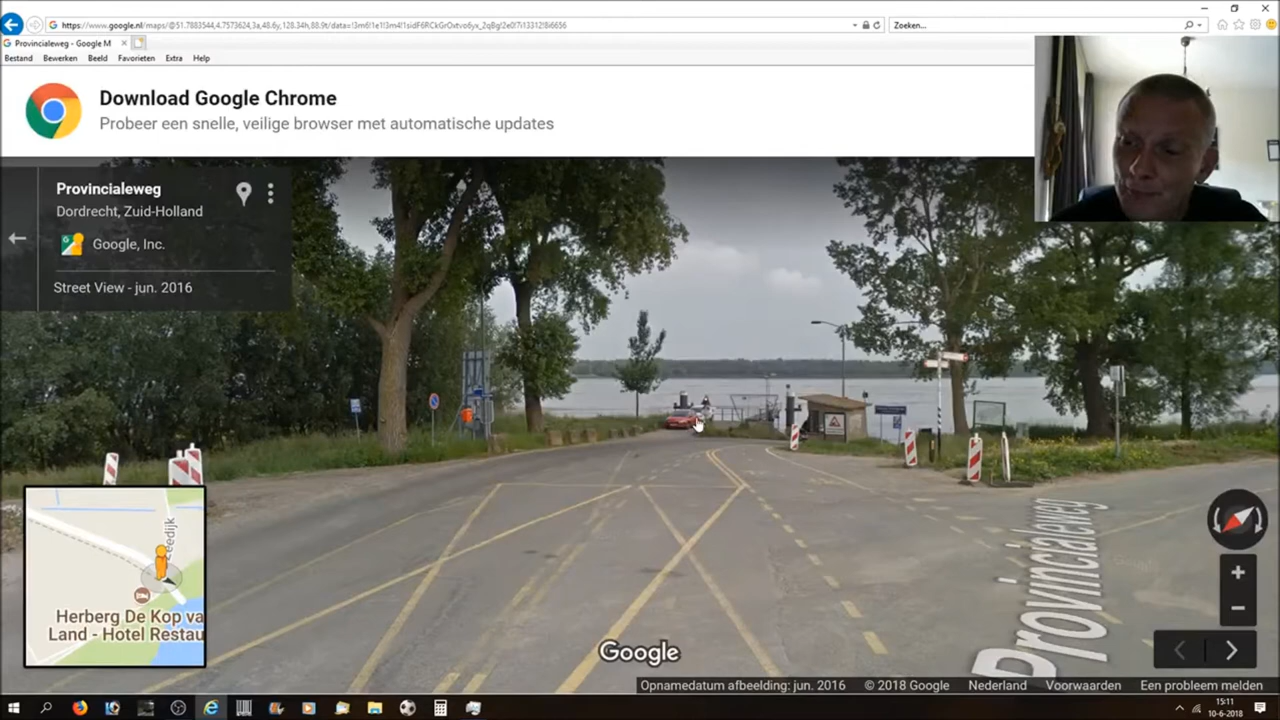 https://www.google.nl/maps/@51.7883544,4.7573624,3a,48.6y,128.34h,88.9t/data=!3m6!1e1!3m4!1sidF6RCkGrOxtvo6yx_2qBg!2e0!7i13312!8i6656
Zoeken...
Provincialeweg - Google M
Bestand Bewerken Beeld Favorieten Extra Help
Download Google Chrome
Probeer een snelle, veilige browser met automatische updates
Provincialeweg
Dordrecht, Zuid-Holland
Google, Inc.
Street View - jun. 2016
Zeedijk
Herberg De Kop va
Land - Hotel Restau
Provincialeweg
Google
Opnamedatum afbeelding: jun. 2016 © 2018 Google Nederland Voorwaarden Een probleem melden
15:11
10-6-2018